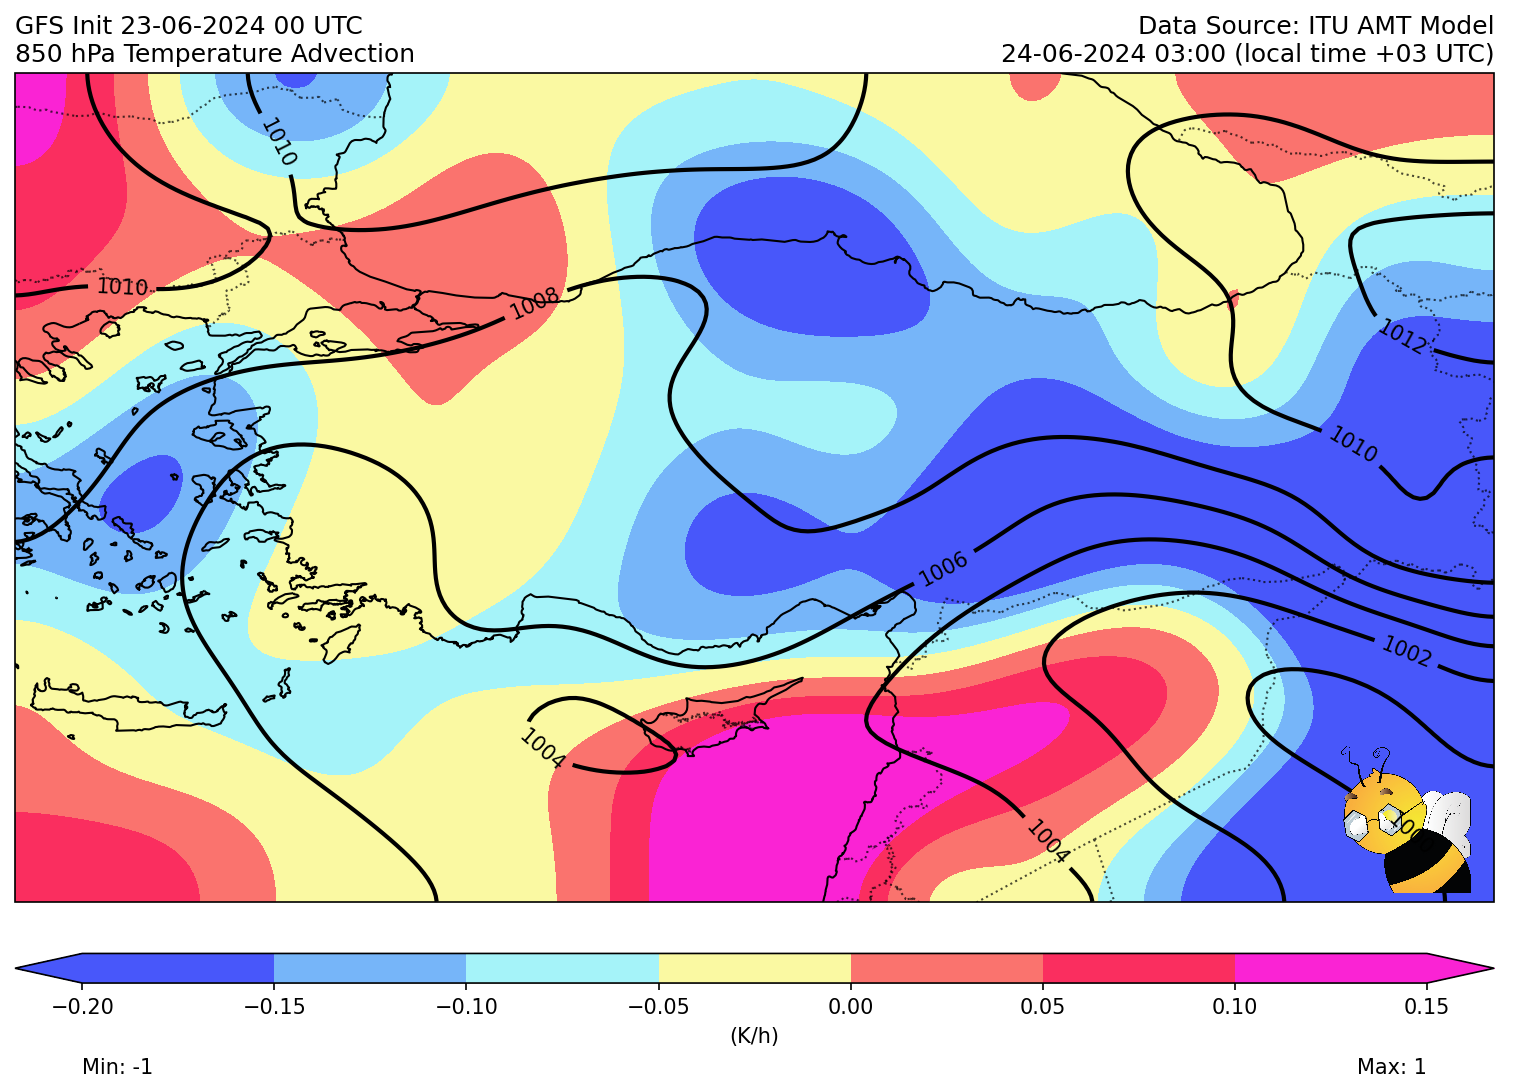 GFS Init 23-06-2024 00 UTC
850 hPa Temperature Advection
Data Source: ITU AMT Model
24-06-2024 03:00 (local time +03 UTC)
1010
1010
1008
1012
1010
1006
1002
1004
1004
−0.20
−0.15
−0.10
−0.05
0.00
0.05
0.10
0.15
(K/h)
Min: -1
Max: 1